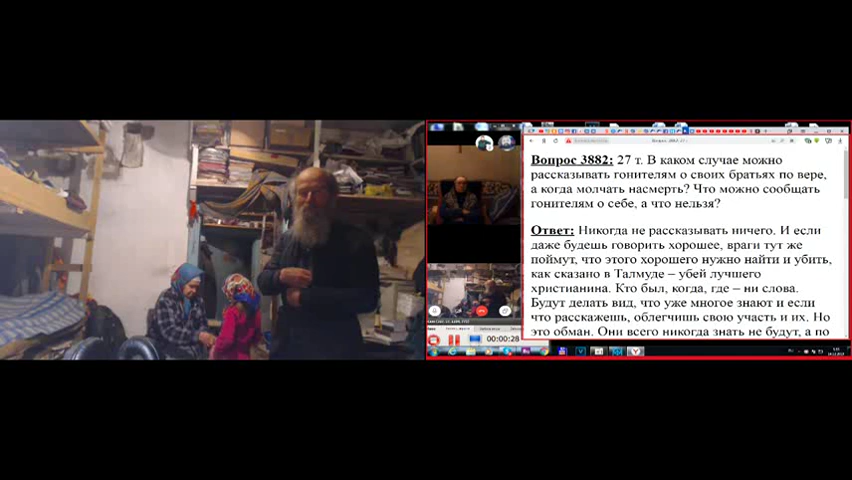 Вопрос 3882: 27 т. В каком случае можно
рассказывать гонителям о своих братьях по вере,
а когда молчать насмерть? Что можно сообщать
гонителям о себе, а что нельзя?
Ответ: Никогда не рассказывать ничего. И если
даже будешь говорить хорошее, враги тут же
поймут, что этого хорошего нужно найти и убить,
как сказано в Талмуде – убей лучшего
христианина. Кто был, когда, где – ни слова.
Будут делать вид, что уже многое знают и если
что расскажешь, облегчишь свою участь и их. Но
это обман. Они всего никогда знать не будут, а по
00:00:28